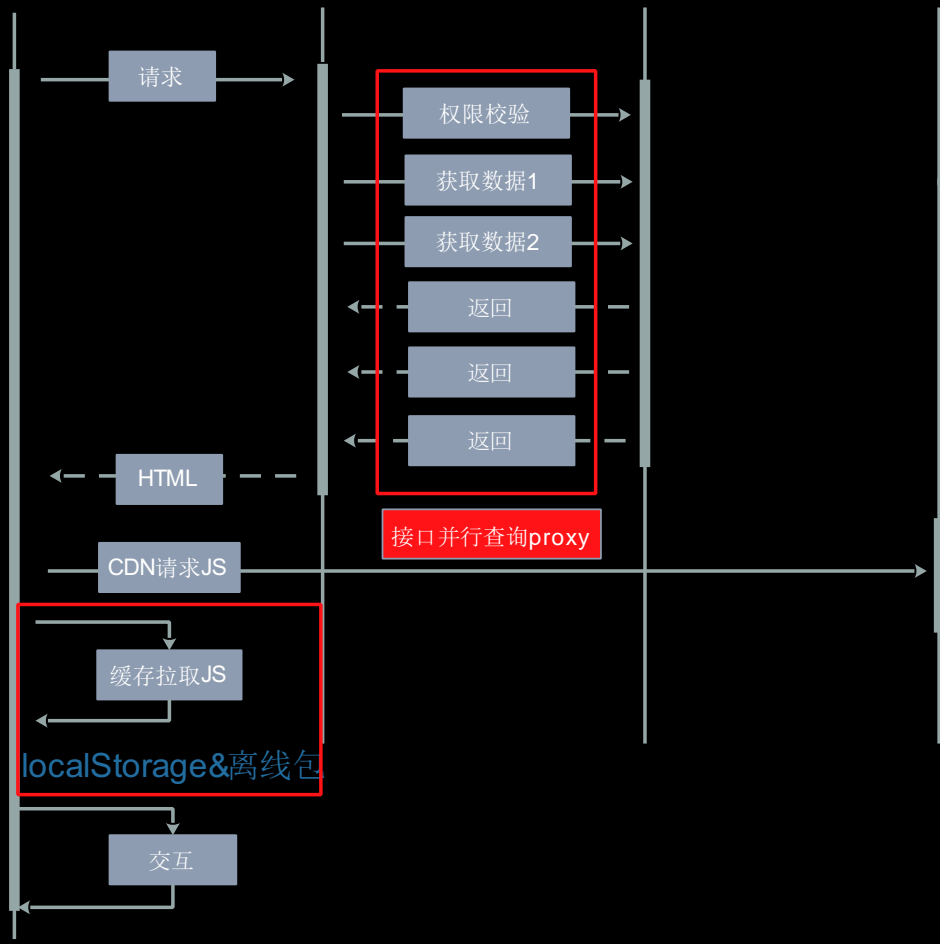 请求
权限校验
获取数据1
获取数据2
返回
返回
返回
HTML
接口并行查询proxy
CDN请求JS
缓存拉取JS
localStorage&离线包
交互